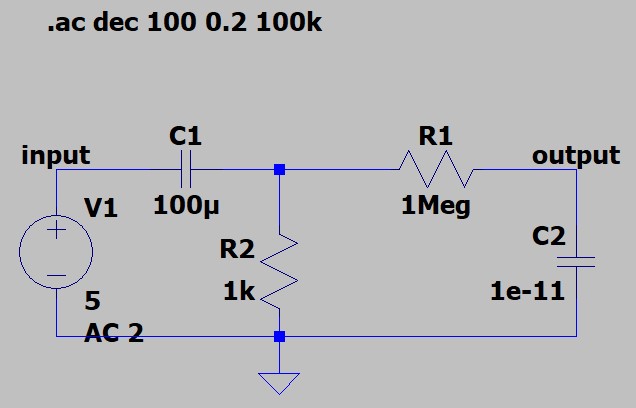 .ac dec 100 0.2 100k
C1
R1
input
output
V1
100µ
1Meg
R2
C2
1k
1e-11
5
AC 2